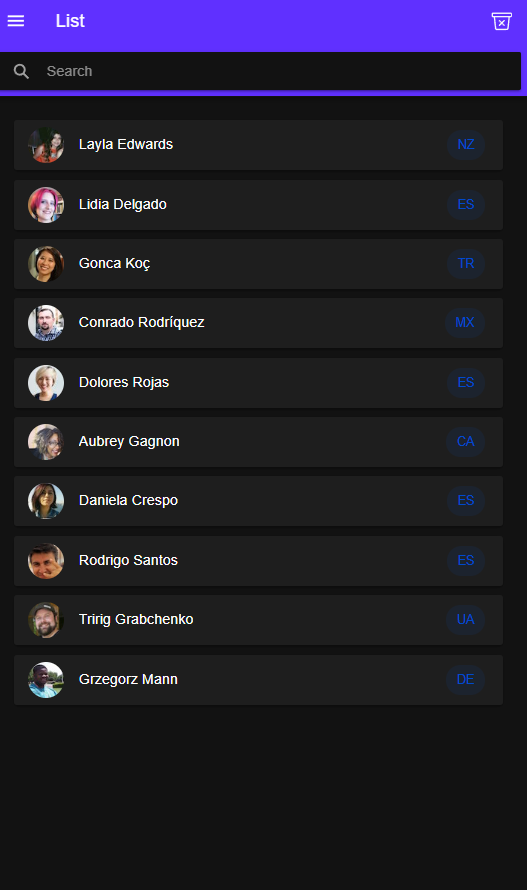 List
Search
Layla Edwards NZ
Lidia Delgado ES
Gonca Koç TR
Conrado Rodríquez MX
Dolores Rojas ES
Aubrey Gagnon CA
Daniela Crespo ES
Rodrigo Santos ES
Tririg Grabchenko UA
Grzegorz Mann DE